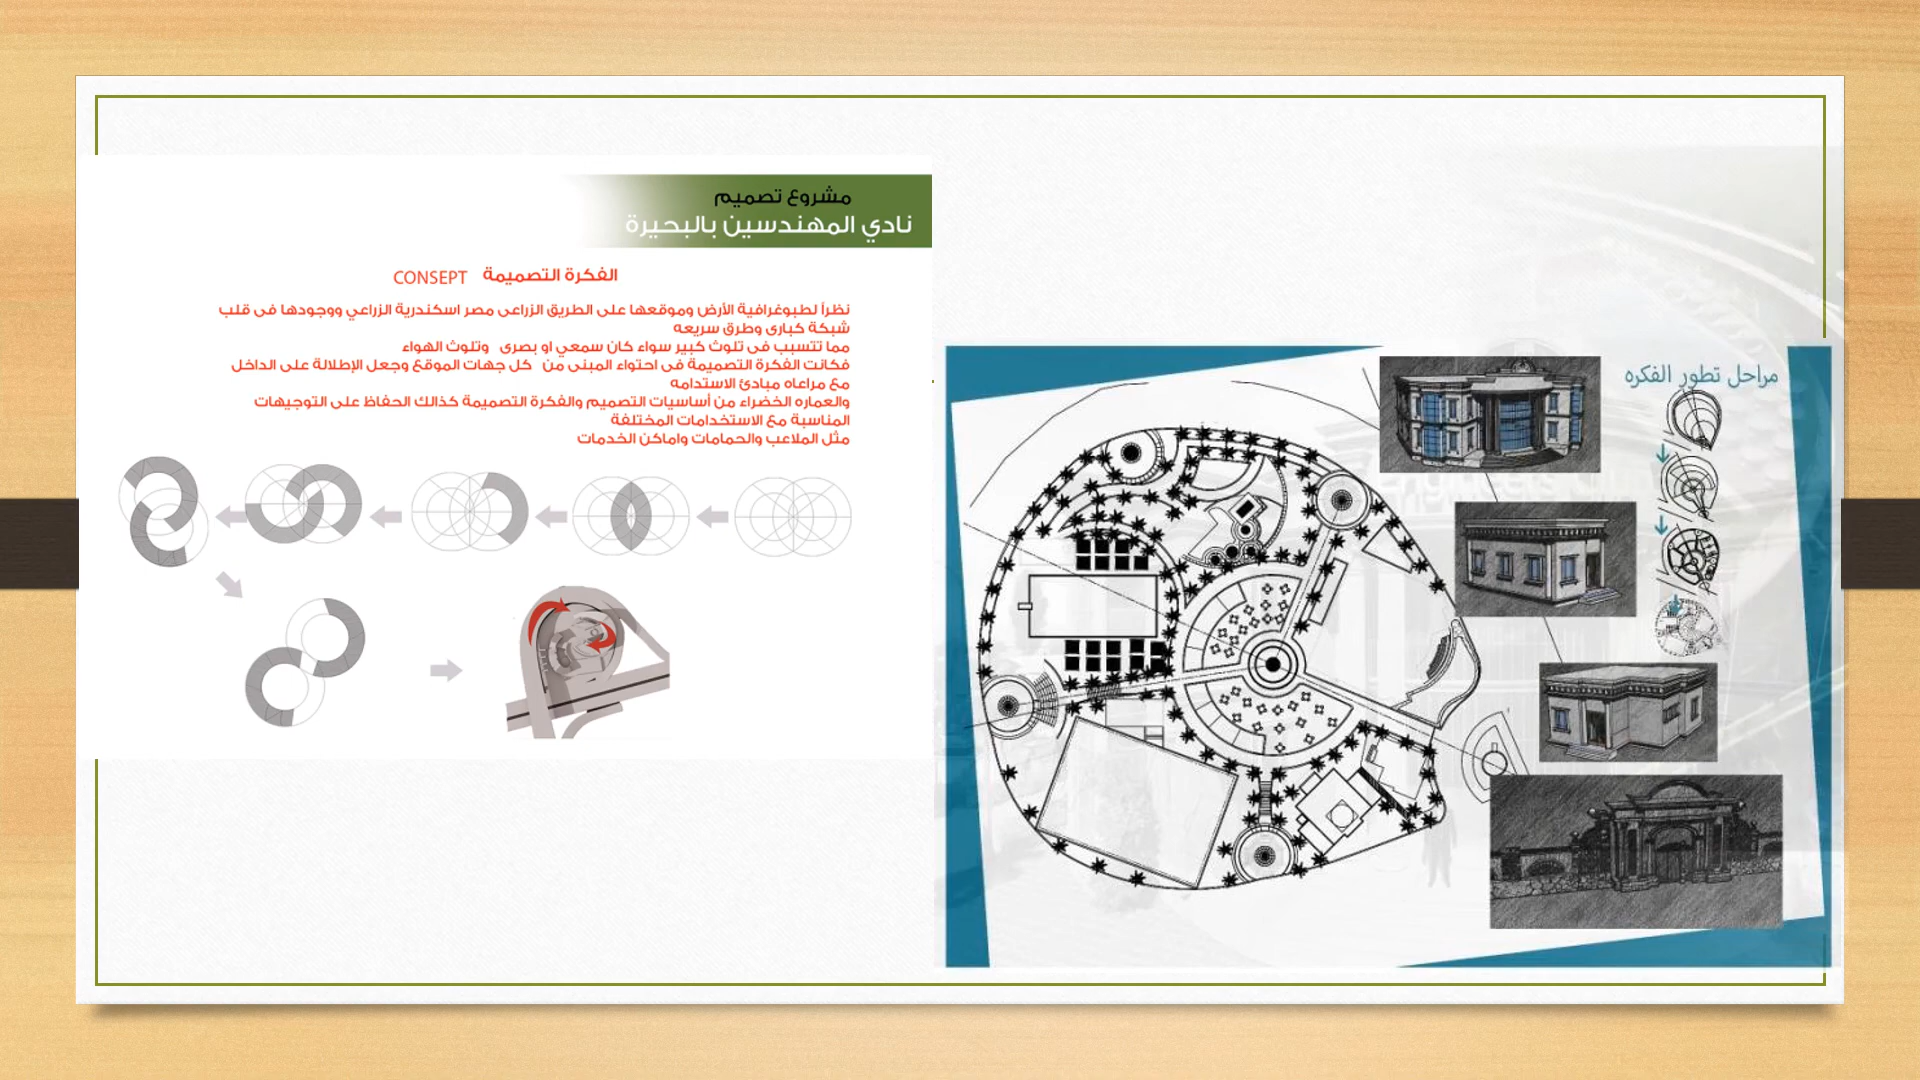 مشروع تصميم
نادي المهندسين بالبحيرة
الفكرة التصميمة CONSEPT
نظراً لطبوغرافية الأرض وموقعها على الطريق الزراعى مصر اسكندرية الزراعي ووجودها فى قلب
شبكة كبارى وطرق سريعه
مما تتسبب فى تلوث كبير سواء كان سمعي او بصرى وتلوث الهواء
فكانت الفكرة التصميمة فى احتواء المبنى من كل جهات الموقع وجعل الإطلالة على الداخل
مع مراعاه مبادئ الاستدامه
والعماره الخضراء من أساسيات التصميم والفكرة التصميمة كذالك الحفاظ على التوجيهات
المناسبة مع الاستخدامات المختلفة
مثل الملاعب والحمامات واماكن الخدمات
مراحل تطور الفكره